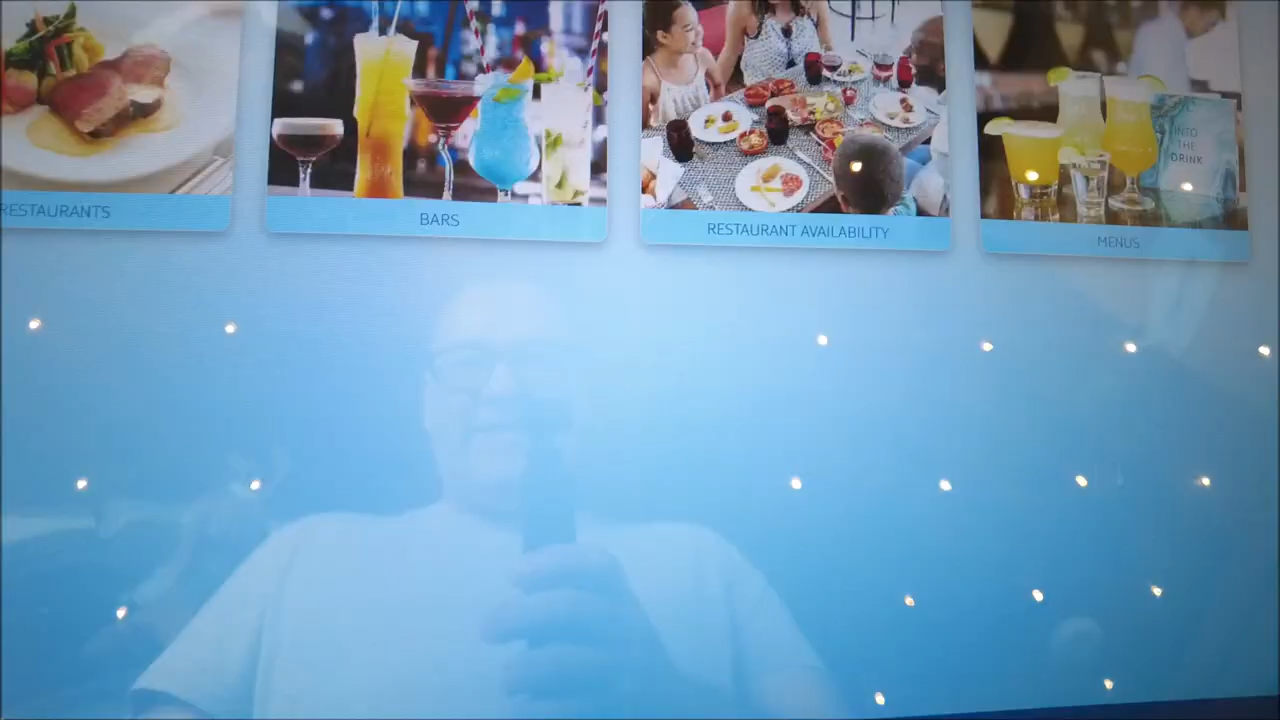 RESTAURANTS
BARS
RESTAURANT AVAILABILITY
MENUS
INTO
THE
DRINK